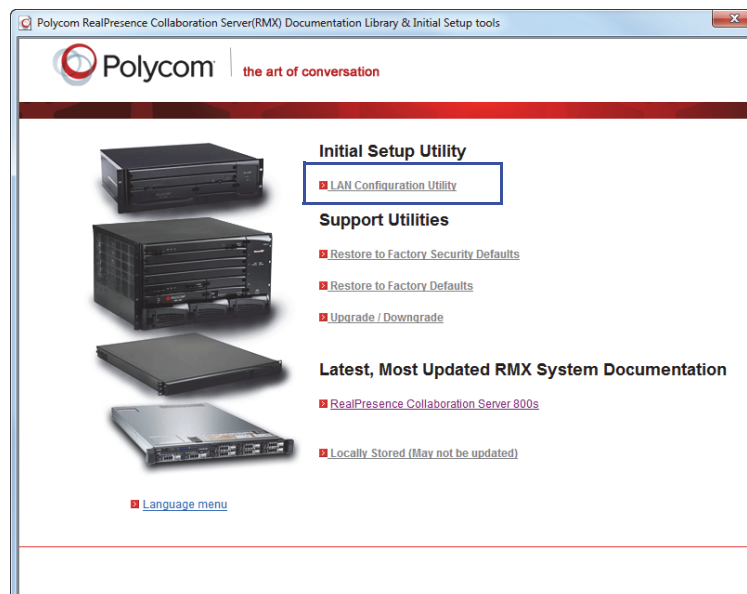 Polycom RealPresence Collaboration Server(RMX) Documentation Library & Initial Setup tools
Polycom
the art of conversation
Initial Setup Utility
LAN Configuration Utility
Support Utilities
Restore to Factory Security Defaults
Restore to Factory Defaults
Upgrade / Downgrade
Latest, Most Updated RMX System Documentation
RealPresence Collaboration Server 800s
Locally Stored (May not be updated)
Language menu